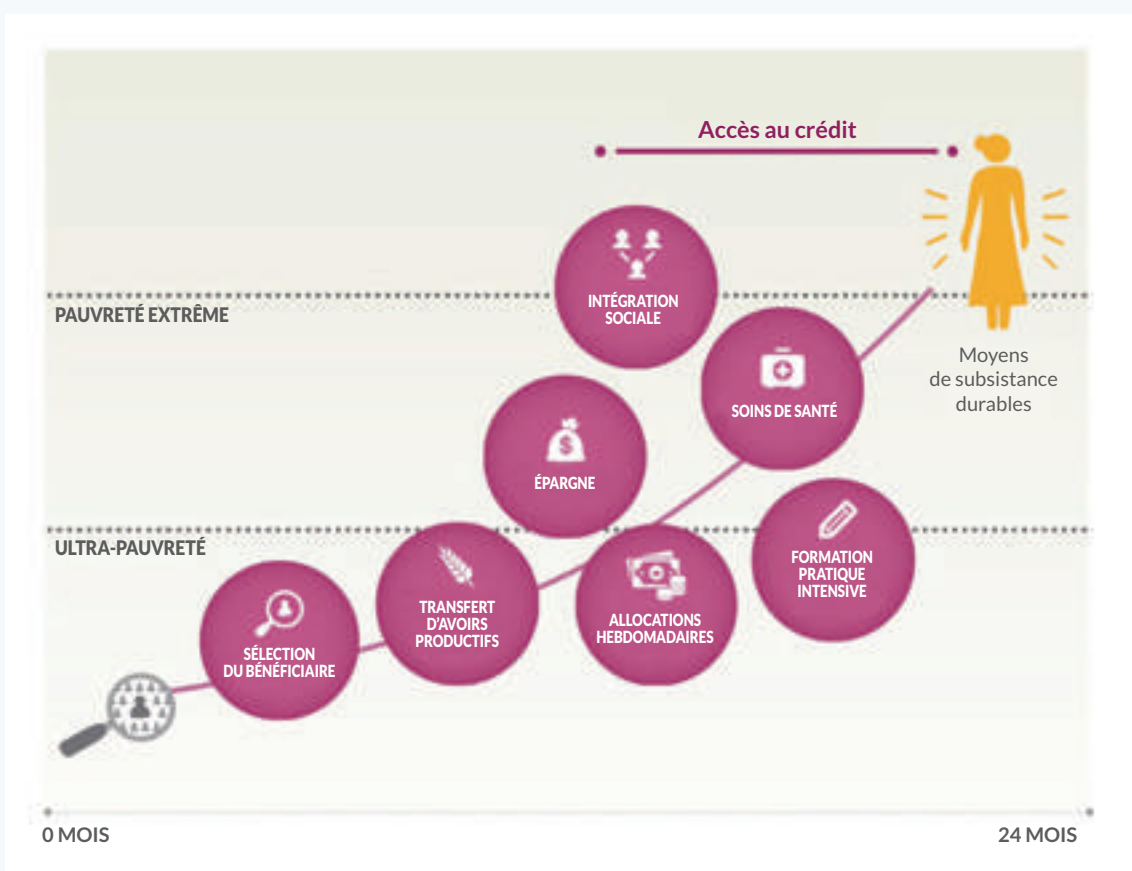 Accès au crédit
INTÉGRATION
SOCIALE
PAUVRETÉ EXTRÊME
SOINS DE SANTÉ
Moyens
de subsistance
durables
ÉPARGNE
ULTRA-PAUVRETÉ
FORMATION
PRATIQUE
INTENSIVE
TRANSFERT
D'AVOIRS
PRODUCTIFS
ALLOCATIONS
HEBDOMADAIRES
SÉLECTION
DU BÉNÉFICIAIRE
0 MOIS
24 MOIS